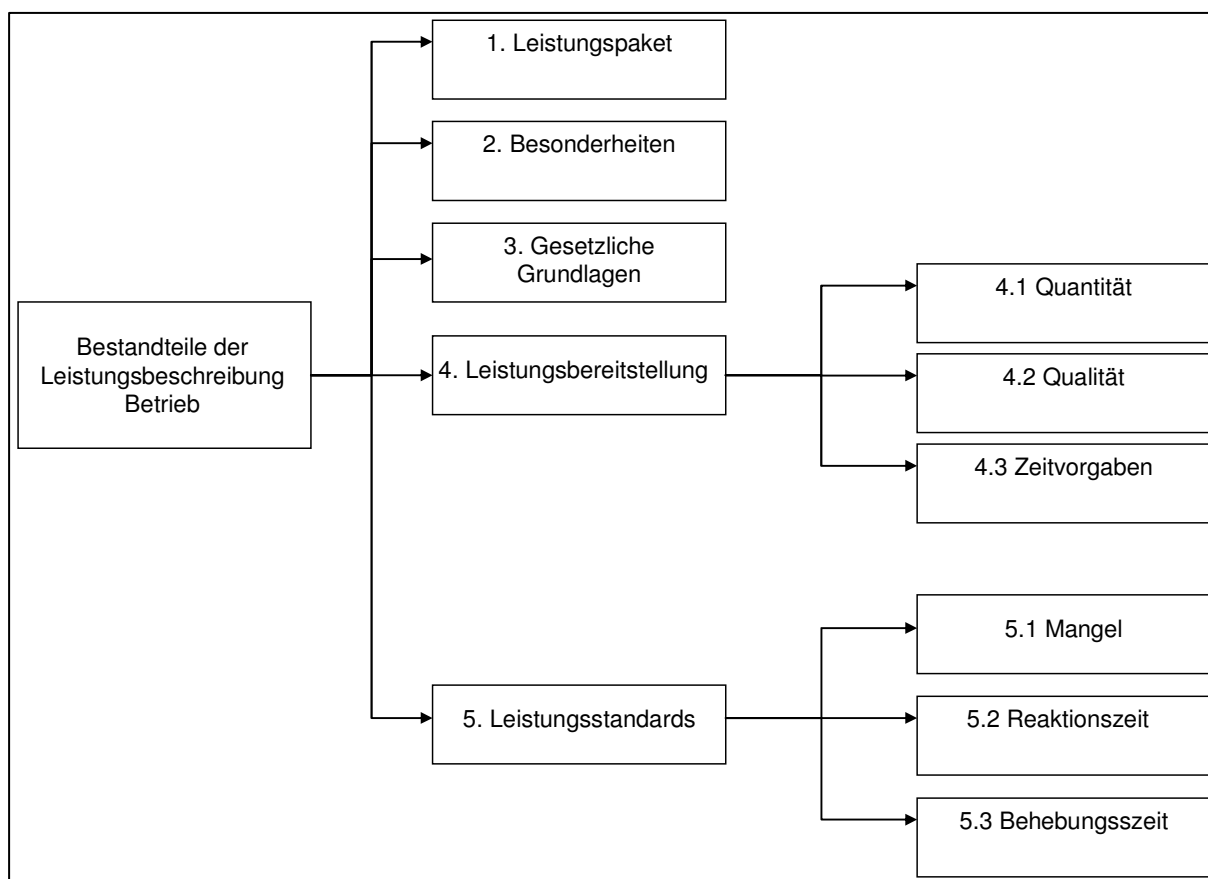 1. Leistungspaket
2. Besonderheiten
3. Gesetzliche
Grundlagen
Bestandteile der
Leistungsbeschreibung
Betrieb
4. Leistungsbereitstellung
4.1 Quantität
4.2 Qualität
4.3 Zeitvorgaben
5. Leistungsstandards
5.1 Mangel
5.2 Reaktionszeit
5.3 Behebungsszeit